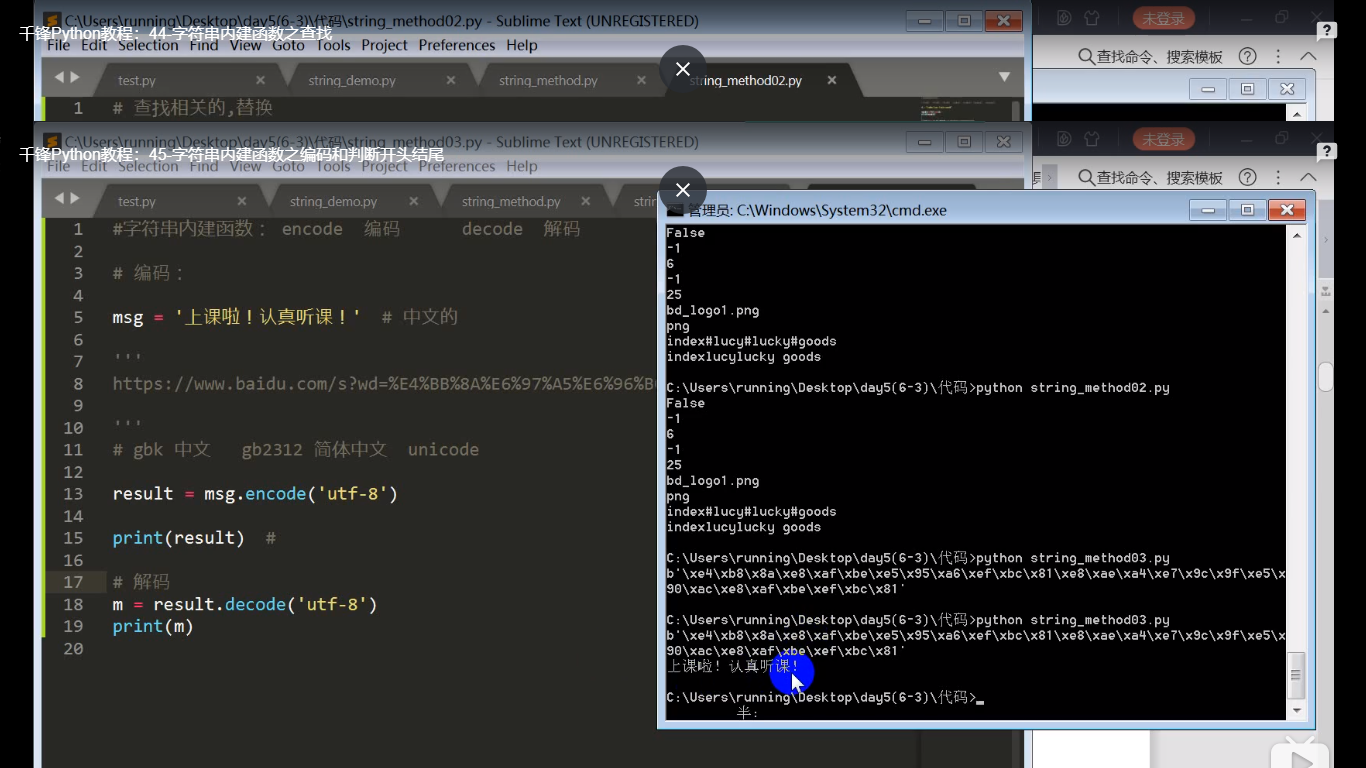 C:\Users\running\Desktop\day5(6-3)\代码\string_method02.py - Sublime Text (UNREGISTERED)
千锋Python教程：44-字符串内建函数之查找
File Edit Selection Find View Goto Tools Project Preferences Help
未登录
查找命令、搜索模板
test.py
string_demo.py
string_method.py
string_method02.py
1 # 查找相关的,替换
C:\Users\running\Desktop\day5(6-3)\代码\string_method03.py - Sublime Text (UNREGISTERED)
千锋Python教程：45-字符串内建函数之编码和判断开头结尾
File Edit Selection Find View Goto Tools Project Preferences Help
未登录
查找命令、搜索模板
test.py
string_demo.py
string_method.py
1 #字符串内建函数： encode 编码 decode 解码
2
3 # 编码：
4
5 msg = '上课啦！认真听课！' # 中文的
6
7 '''
8 https://www.baidu.com/s?wd=%E4%BB%8A%E6%97%A5%E6%96%B
9
10 '''
11 # gbk 中文 gb2312 简体中文 unicode
12
13 result = msg.encode('utf-8')
14
15 print(result) #
16
17 # 解码
18 m = result.decode('utf-8')
19 print(m)
20
管理员: C:\Windows\System32\cmd.exe
False
-1
6
-1
25
bd_logo1.png
png
index#lucy#lucky#goods
indexlucylucky goods
C:\Users\running\Desktop\day5(6-3)\代码>python string_method02.py
False
-1
6
-1
25
bd_logo1.png
png
index#lucy#lucky#goods
indexlucylucky goods
C:\Users\running\Desktop\day5(6-3)\代码>python string_method03.py
b'\xe4\xb8\x8a\xe8\xaf\xbe\xe5\x95\xa6\xef\xbc\x81\xe8\xae\xa4\xe7\x9c\x9f\xe5\x
90\xac\xe8\xaf\xbe\xef\xbc\x81'
C:\Users\running\Desktop\day5(6-3)\代码>python string_method03.py
b'\xe4\xb8\x8a\xe8\xaf\xbe\xe5\x95\xa6\xef\xbc\x81\xe8\xae\xa4\xe7\x9c\x9f\xe5\x
90\xac\xe8\xaf\xbe\xef\xbc\x81'
上课啦！认真听课！
C:\Users\running\Desktop\day5(6-3)\代码>_
半：